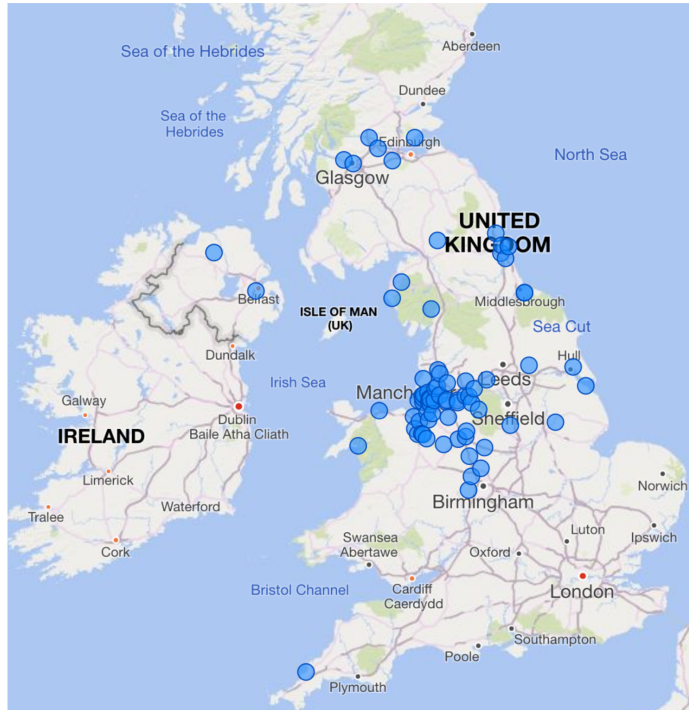 Sea of the Hebrides
Aberdeen
Dundee
Sea of the
Hebrides
Edinburgh
North Sea
Glasgow
UNITED
KINGDOM
Belfast
ISLE OF MAN
(UK)
Middlesbrough
Sea Cut
Dundalk
Hull
Irish Sea
Leeds
Galway
Sheffield
Dublin
Baile Atha Cliath
IRELAND
Limerick
Norwich
Birmingham
Waterford
Tralee
Luton
Ipswich
Swansea
Abertawe
Cork
Oxford
Bristol Channel
Cardiff
Caerdydd
London
Southampton
Poole
Plymouth